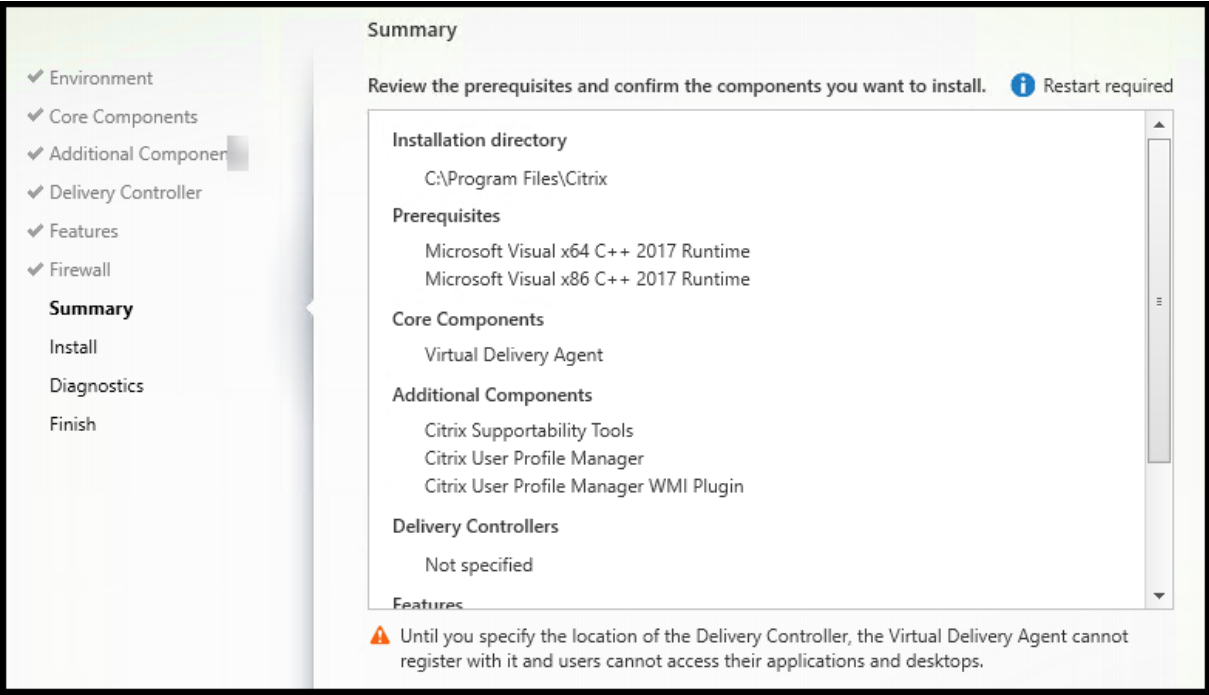 Summary
Environment
Core Components
Additional Componen
Delivery Controller
Features
Firewall
Summary
Install
Diagnostics
Finish
Review the prerequisites and confirm the components you want to install.
Restart required
Installation directory
C:\Program Files\Citrix
Prerequisites
Microsoft Visual x64 C++ 2017 Runtime
Microsoft Visual x86 C++ 2017 Runtime
Core Components
Virtual Delivery Agent
Additional Components
Citrix Supportability Tools
Citrix User Profile Manager
Citrix User Profile Manager WMI Plugin
Delivery Controllers
Not specified
Features
Until you specify the location of the Delivery Controller, the Virtual Delivery Agent cannot
register with it and users cannot access their applications and desktops.